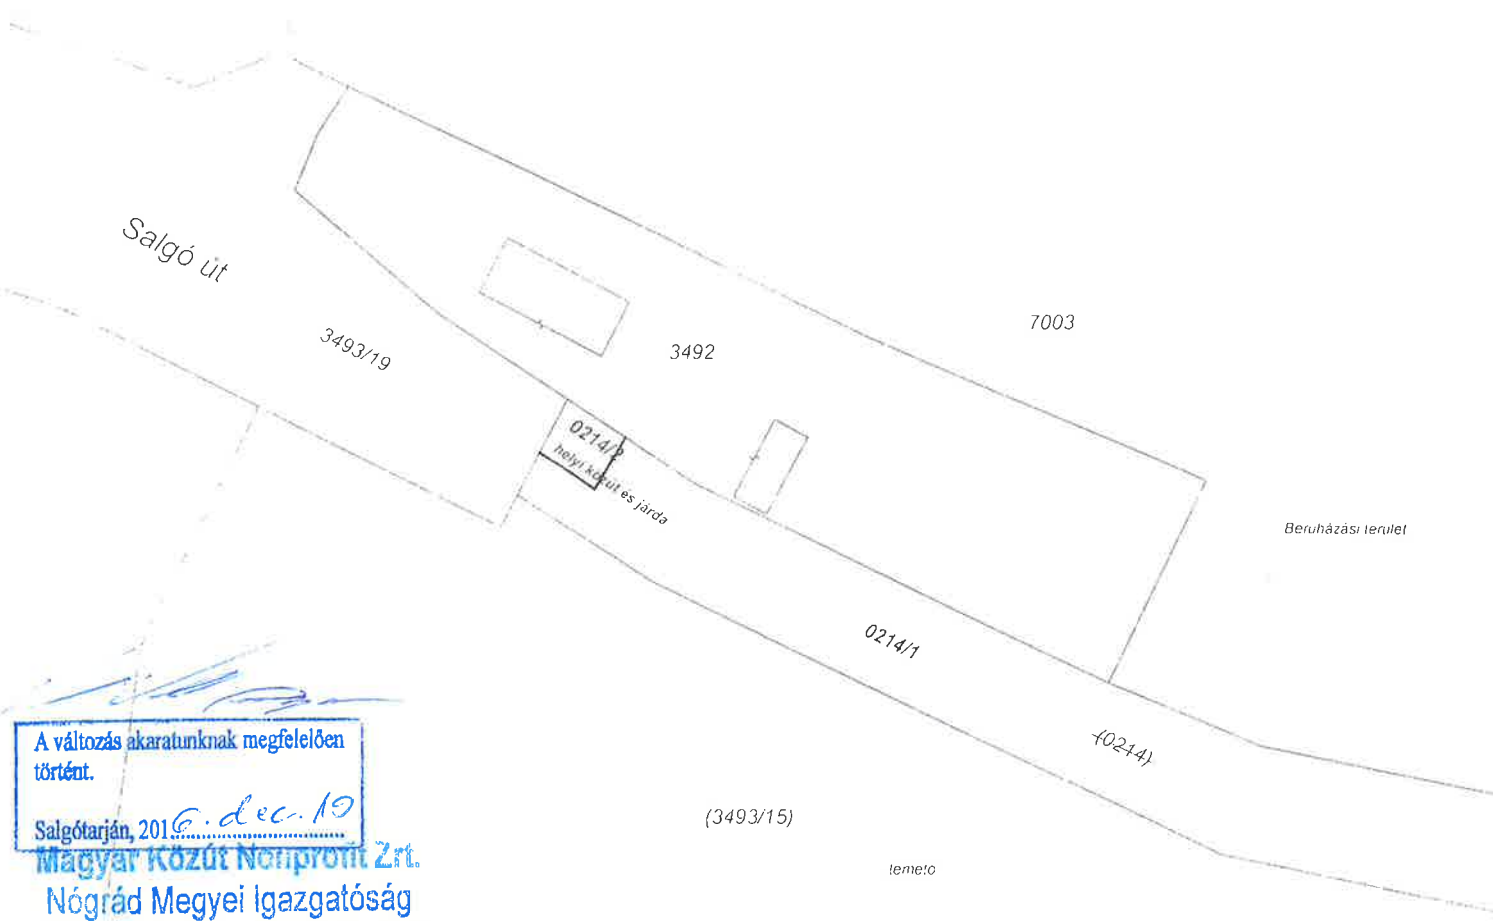 Salgó út
3493/19
3492
7003
0214/2
helyi közút és járda
Beruházási terület
0214/1
(0214)
(3493/15)
temető
A változás akaratunknak megfelelően
történt.
Salgótarján, 2016. dec. 19
Magyar Közút Nonprofit Zrt.
Nógrád Megyei Igazgatóság